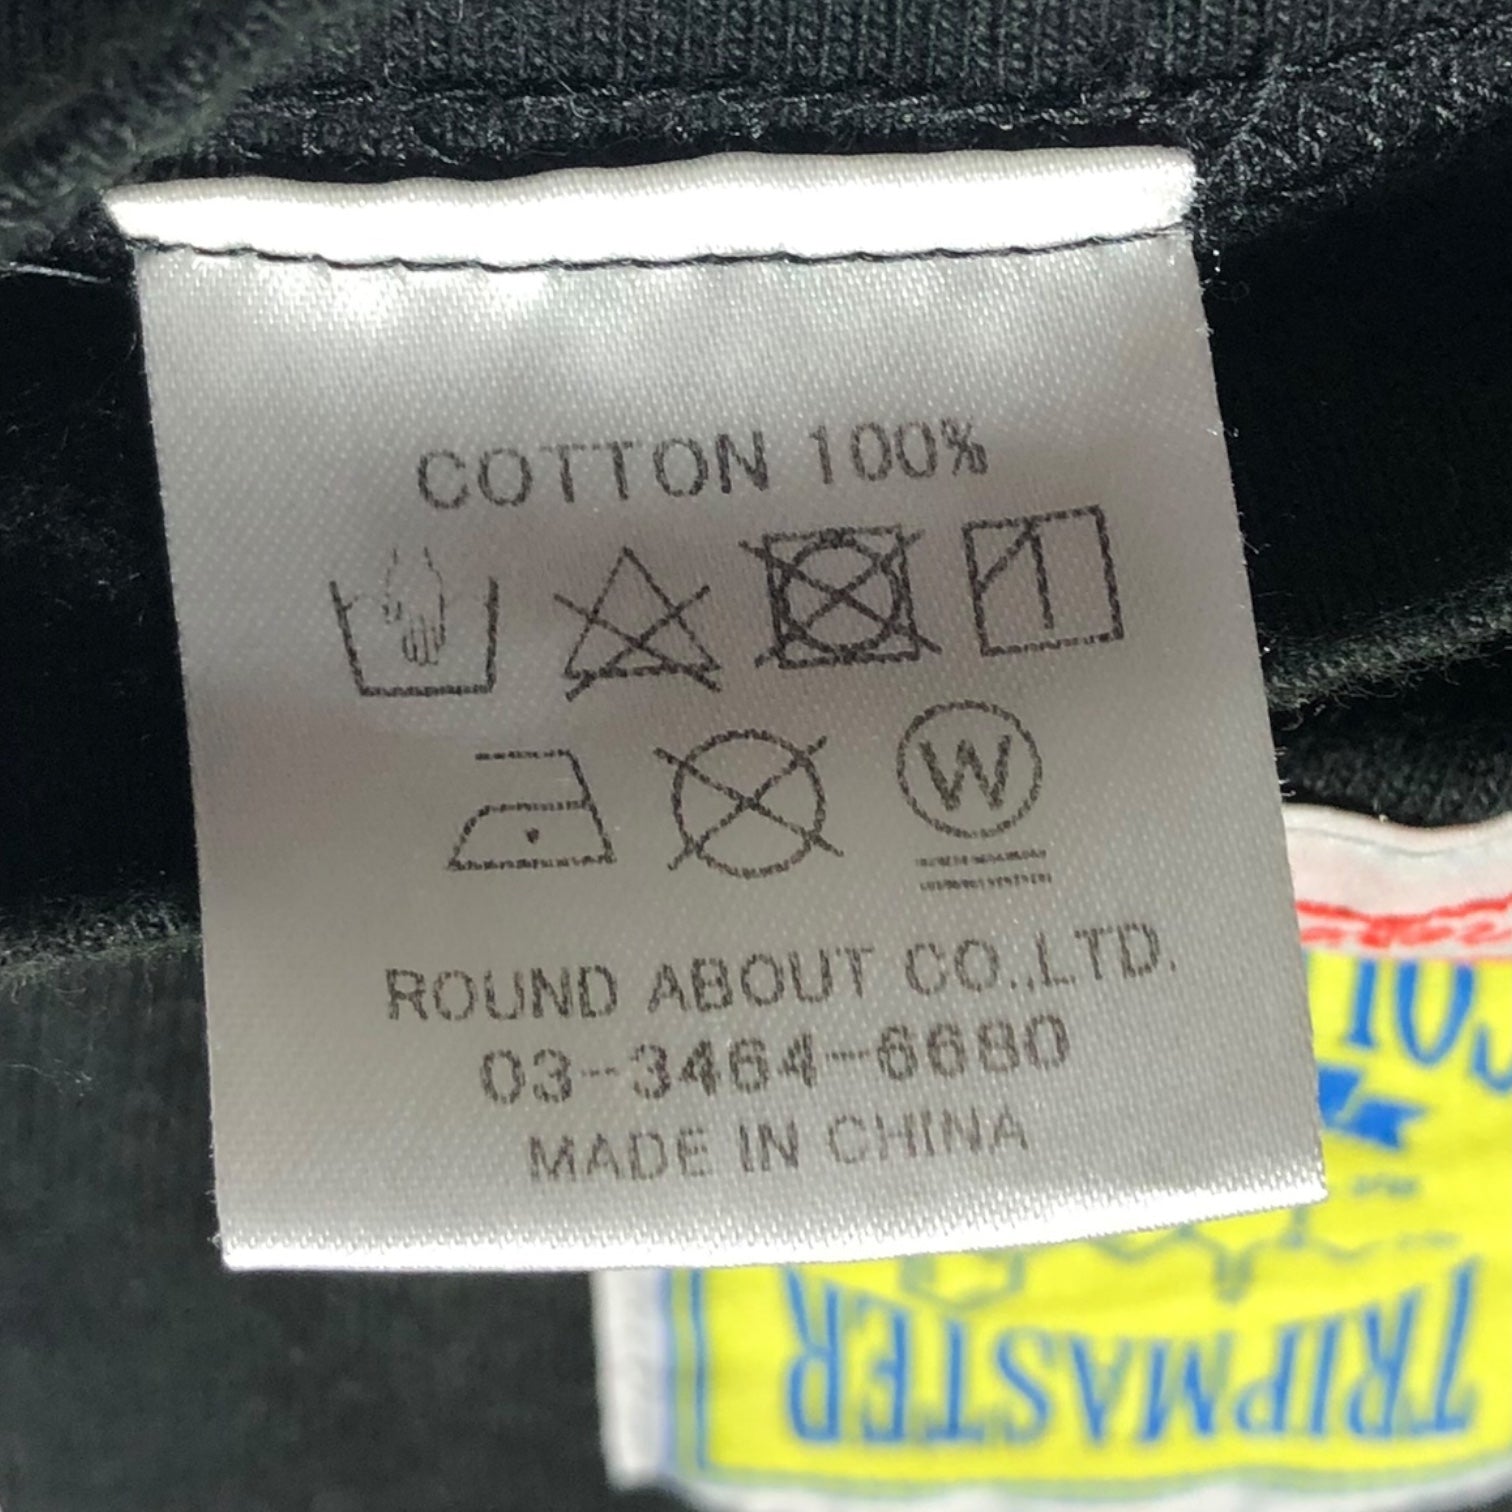 COTTON 100%
W
ROUND ABOUT CO.,LTD.
03-3464-6680
MADE IN CHINA
TRIPMASTER